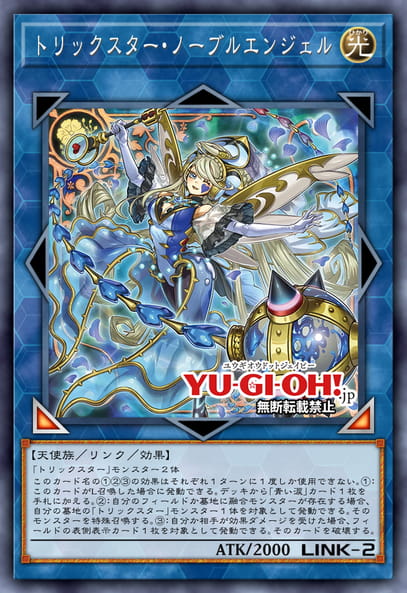 トリックスター・ノーブルエンジェル
ひかり
光
ユウギオウドットジェイピー
YU-GI-OH!.jp
無断転載禁止
【天使族/リンク/効果】
「トリックスター」モンスター2体
このカード名の①②③の効果はそれぞれ1ターンに1度しか使用できない。①:
このカードがL召喚した場合に発動できる。デッキから「青い涙」カード1枚を
手札に加える。②:自分のフィールドか墓地に融合モンスターが存在する場合、
自分の墓地の「トリックスター」モンスター1体を対象として発動できる。その
モンスターを特殊召喚する。③:自分か相手が効果ダメージを受けた場合、フィー
ルドの表側表示カード1枚を対象として発動できる。そのカードを破壊する。
ATK/2000 LINK-2